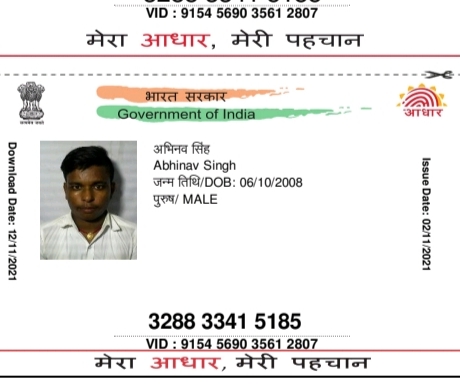 VID : 9154 5690 3561 2807
मेरा आधार, मेरी पहचान
भारत सरकार
Government of India
आधार
Download Date: 12/11/2021
अभिनव सिंह
Abhinav Singh
जन्म तिथि/DOB: 06/10/2008
पुरुष/ MALE
Issue Date: 02/11/2021
3288 3341 5185
VID : 9154 5690 3561 2807
मेरा आधार, मेरी पहचान